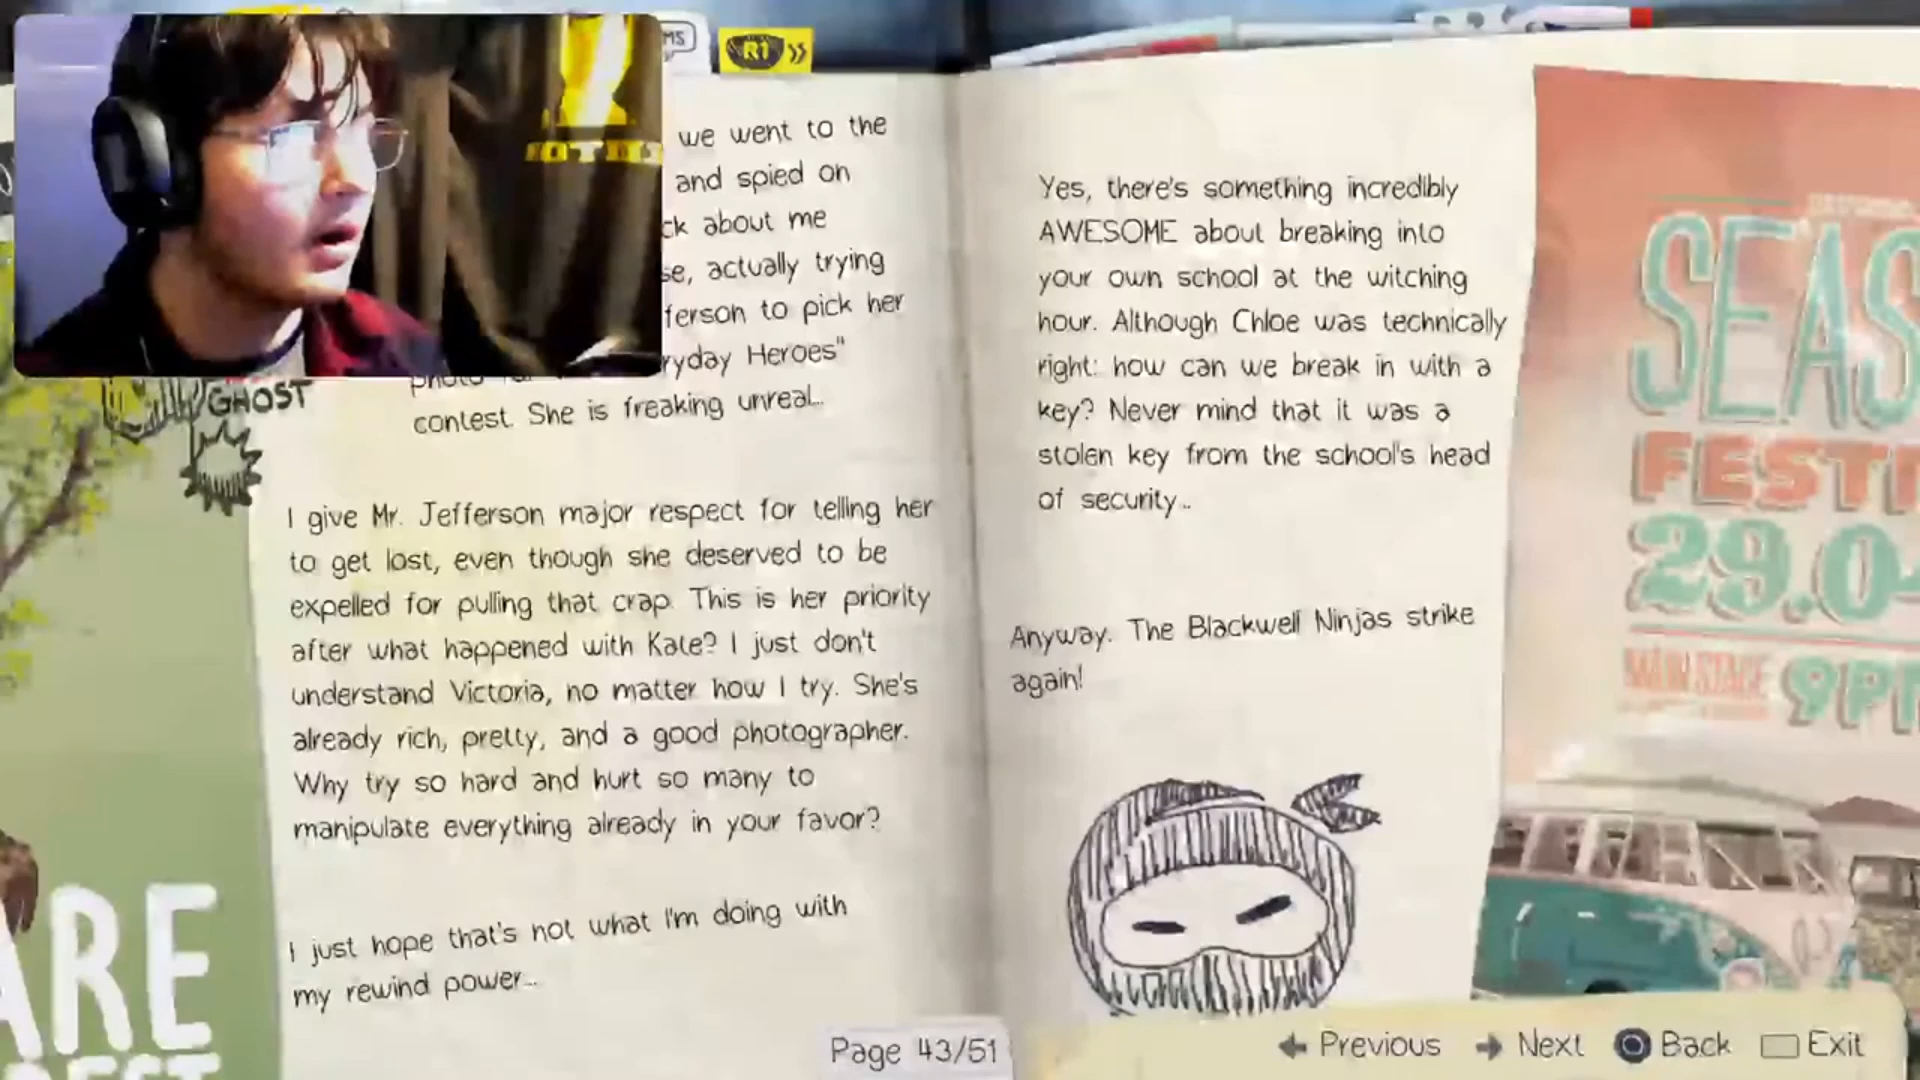 MS
R1
we went to the
and spied on
ck about me
se, actually trying
ferson to pick her
ryday Heroes"
contest. She is freaking unreal...
GHOST
I give Mr. Jefferson major respect for telling her
to get lost, even though she deserved to be
expelled for pulling that crap. This is her priority
after what happened with Kate? I just don't
understand Victoria, no matter how I try. She's
already rich, pretty, and a good photographer.
Why try so hard and hurt so many to
manipulate everything already in your favor?
I just hope that's not what I'm doing with
my rewind power...
ARE
Yes, there's something incredibly
AWESOME about breaking into
your own school at the witching
hour. Although Chloe was technically
right: how can we break in with a
key? Never mind that it was a
stolen key from the school's head
of security...
Anyway. The Blackwell Ninjas strike
again!
SEAS
FESTI
29.0
MAIN STAGE 9P
Page 43/51
Previous Next Back Exit